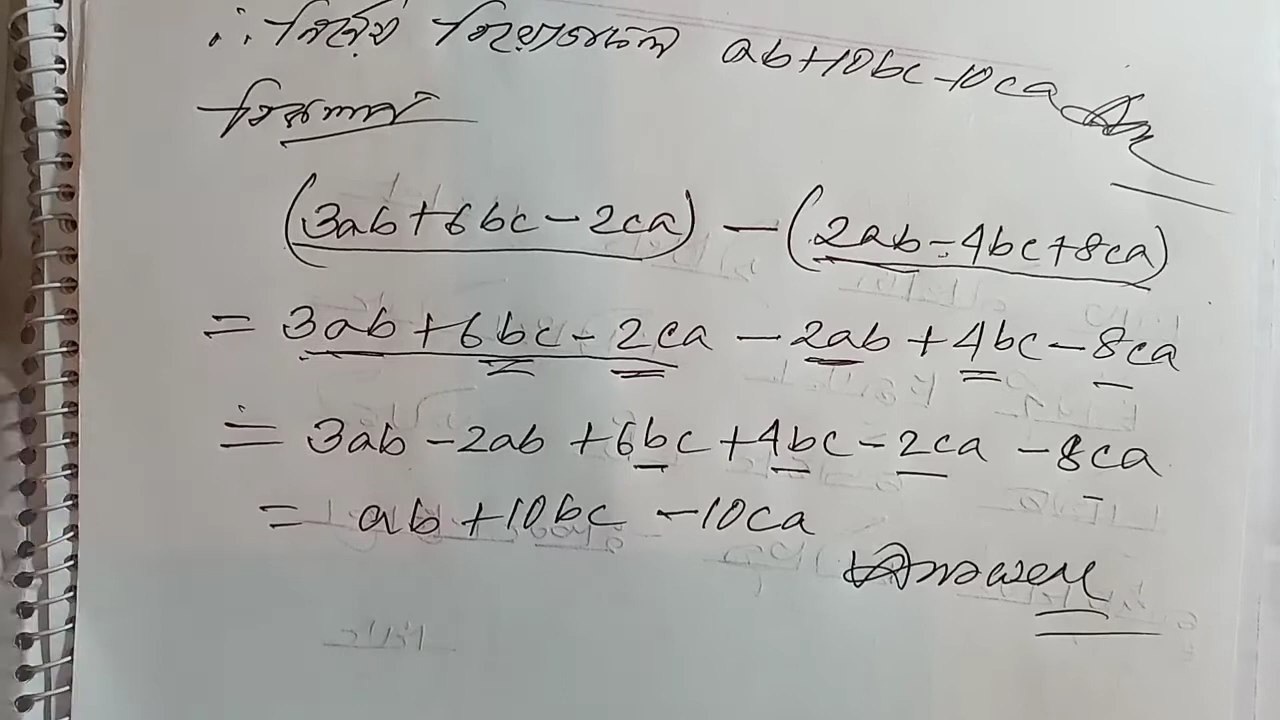 ∴ নির্ণেয় বিয়োগফল ab+10bc-10ca
(3ab+6bc-2ca) - (2ab-4bc+8ca)
= 3ab+6bc-2ca-2ab+4bc-8ca
= 3ab-2ab+6bc+4bc-2ca-8ca
= ab+10bc-10ca